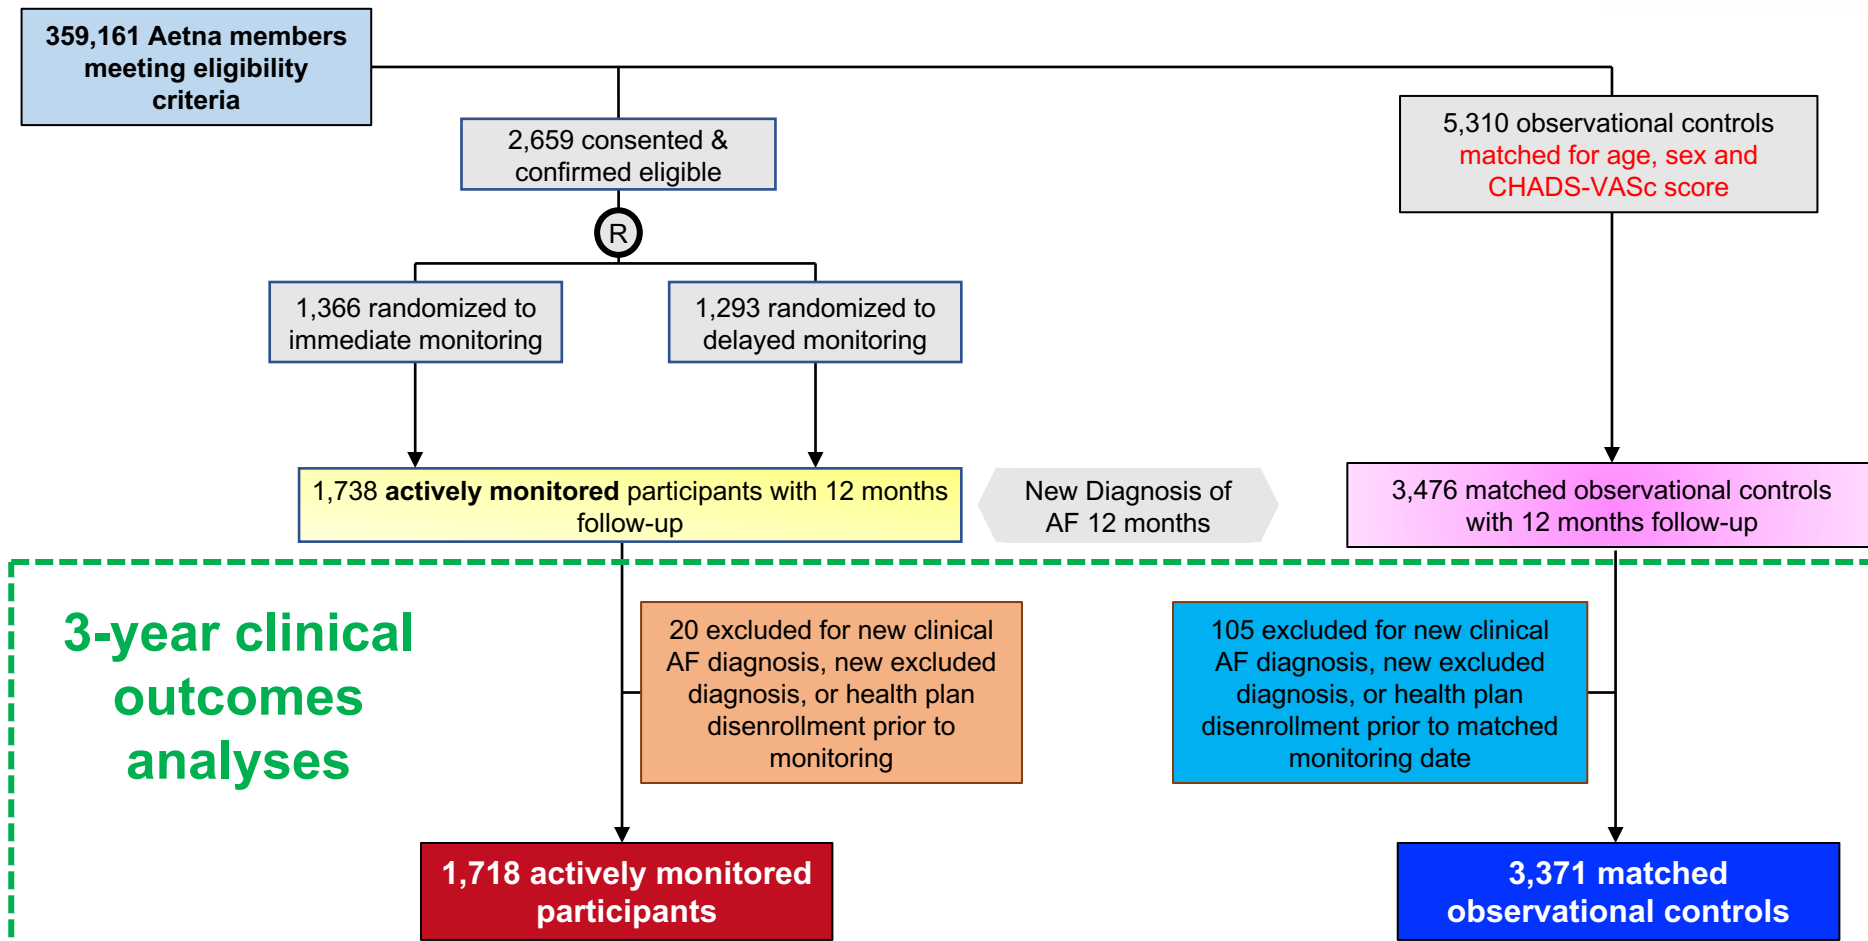 359,161 Aetna members
meeting eligibility
criteria
2,659 consented &
confirmed eligible
5,310 observational controls
matched for age, sex and
CHADS-VASc score
R
1,366 randomized to
immediate monitoring
1,293 randomized to
delayed monitoring
1,738 actively monitored participants with 12 months
follow-up
New Diagnosis of
AF 12 months
3,476 matched observational controls
with 12 months follow-up
3-year clinical
outcomes
analyses
20 excluded for new clinical
AF diagnosis, new excluded
diagnosis, or health plan
disenrollment prior to
monitoring
105 excluded for new clinical
AF diagnosis, new excluded
diagnosis, or health plan
disenrollment prior to matched
monitoring date
1,718 actively monitored
participants
3,371 matched
observational controls